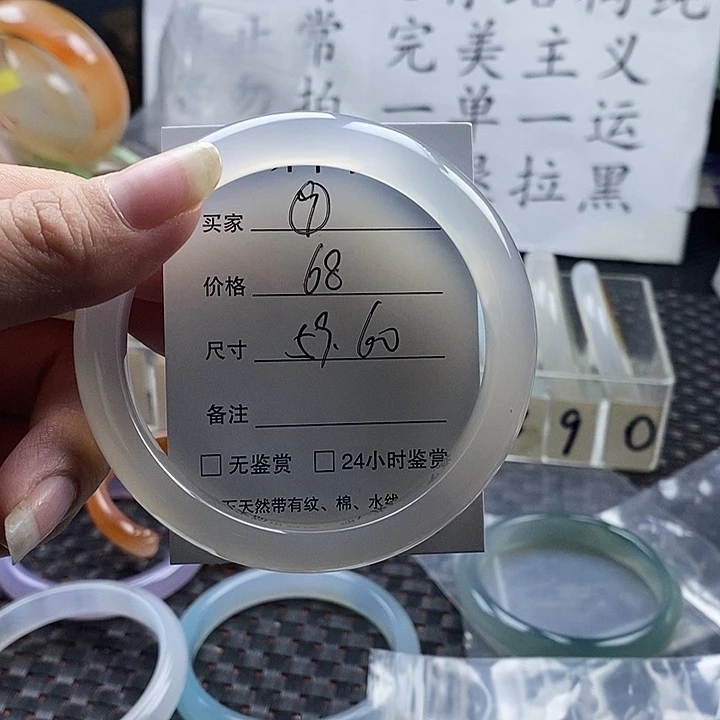 常 完美主义
拍一单一运
拉黑
买家 ⑦
价格 68
尺寸 59.60
备注
□ 无鉴赏 □ 24小时鉴赏
天然带有纹、棉、水线
9 0